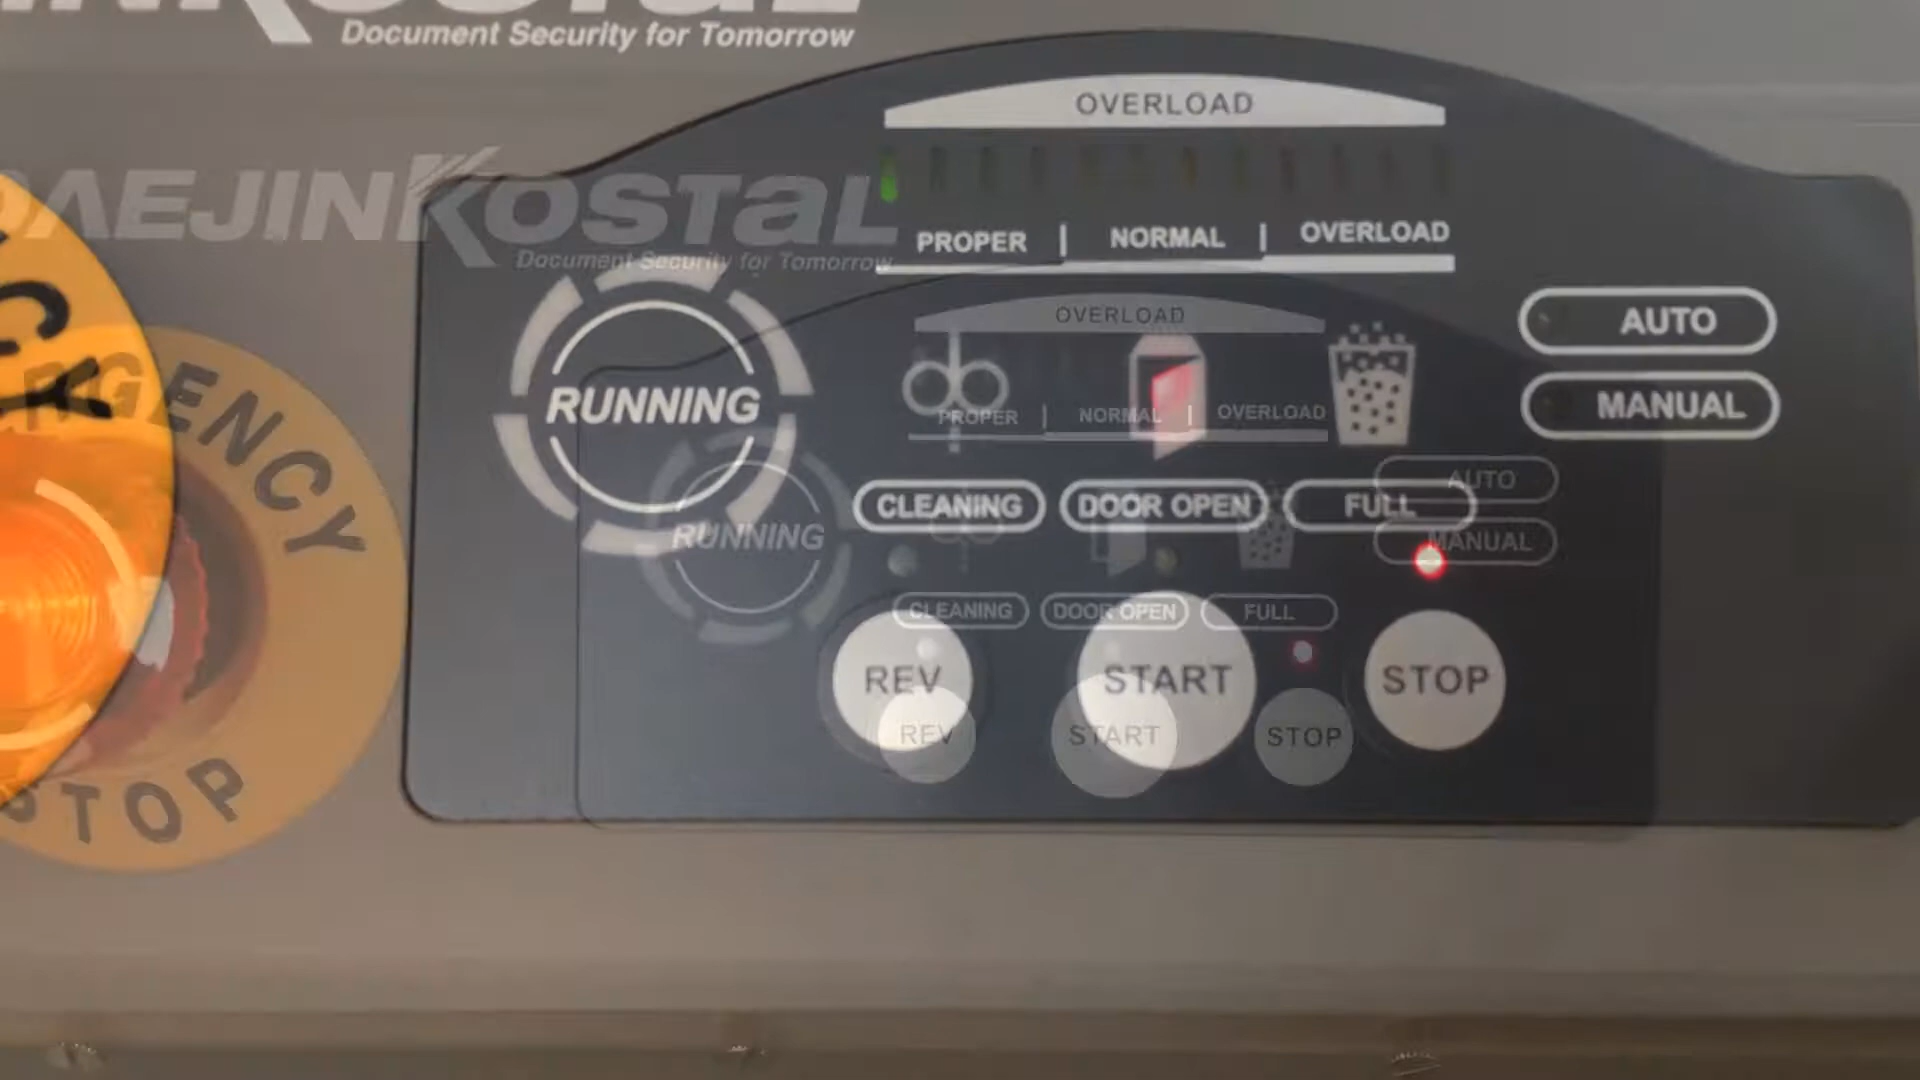 Document Security for Tomorrow
OVERLOAD
DAEJIN KOSTAL
Document Security for Tomorrow
PROPER | NORMAL | OVERLOAD
OVERLOAD
AUTO
MANUAL
RUNNING
PROPER | NORMAL | OVERLOAD
CLEANING
DOOR OPEN
FULL
AUTO
MANUAL
RUNNING
CLEANING
DOOR OPEN
FULL
REV
START
STOP
REV
START
STOP
STOP